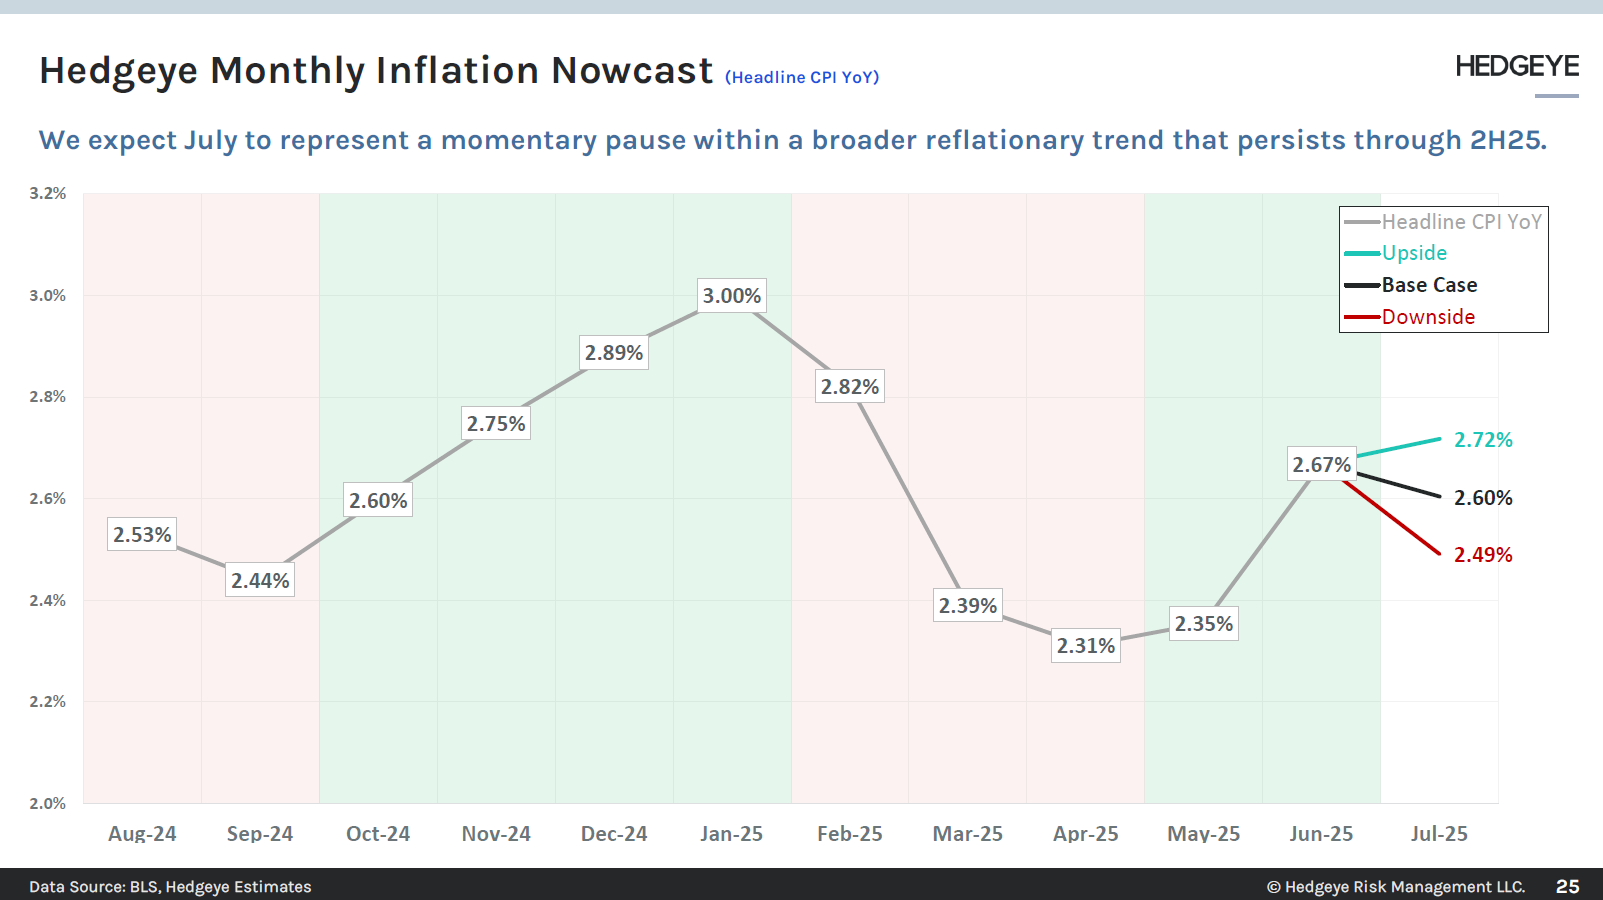 Hedgeye Monthly Inflation Nowcast (Headline CPI YoY)
HEDGEYE
We expect July to represent a momentary pause within a broader reflationary trend that persists through 2H25.
3.2%
3.0%
2.8%
2.6%
2.4%
2.2%
2.0%
Headline CPI YoY
Upside
Base Case
Downside
2.53%
2.44%
2.60%
2.75%
2.89%
3.00%
2.82%
2.39%
2.31%
2.35%
2.67%
2.72%
2.60%
2.49%
Aug-24 Sep-24 Oct-24 Nov-24 Dec-24 Jan-25 Feb-25 Mar-25 Apr-25 May-25 Jun-25 Jul-25
Data Source: BLS, Hedgeye Estimates
© Hedgeye Risk Management LLC. 25